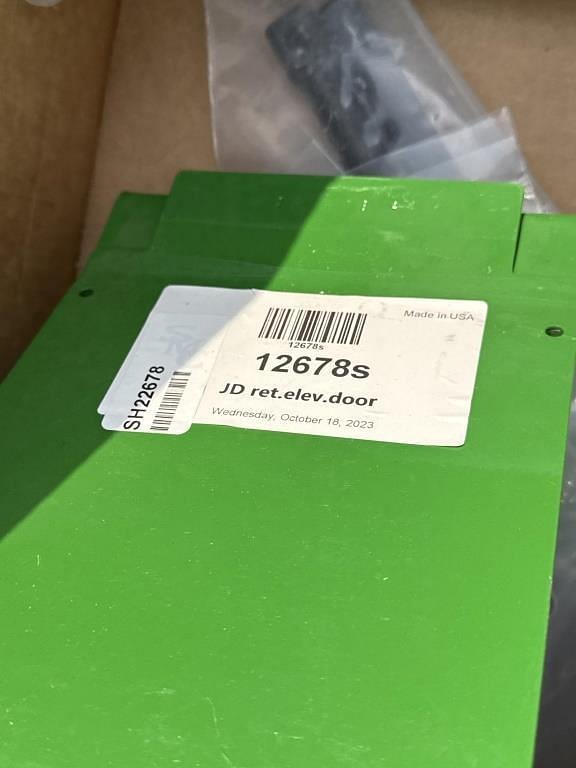 Made in USA
12678s
12678s
JD ret.elev.door
Wednesday, October 18, 2023
SH22678